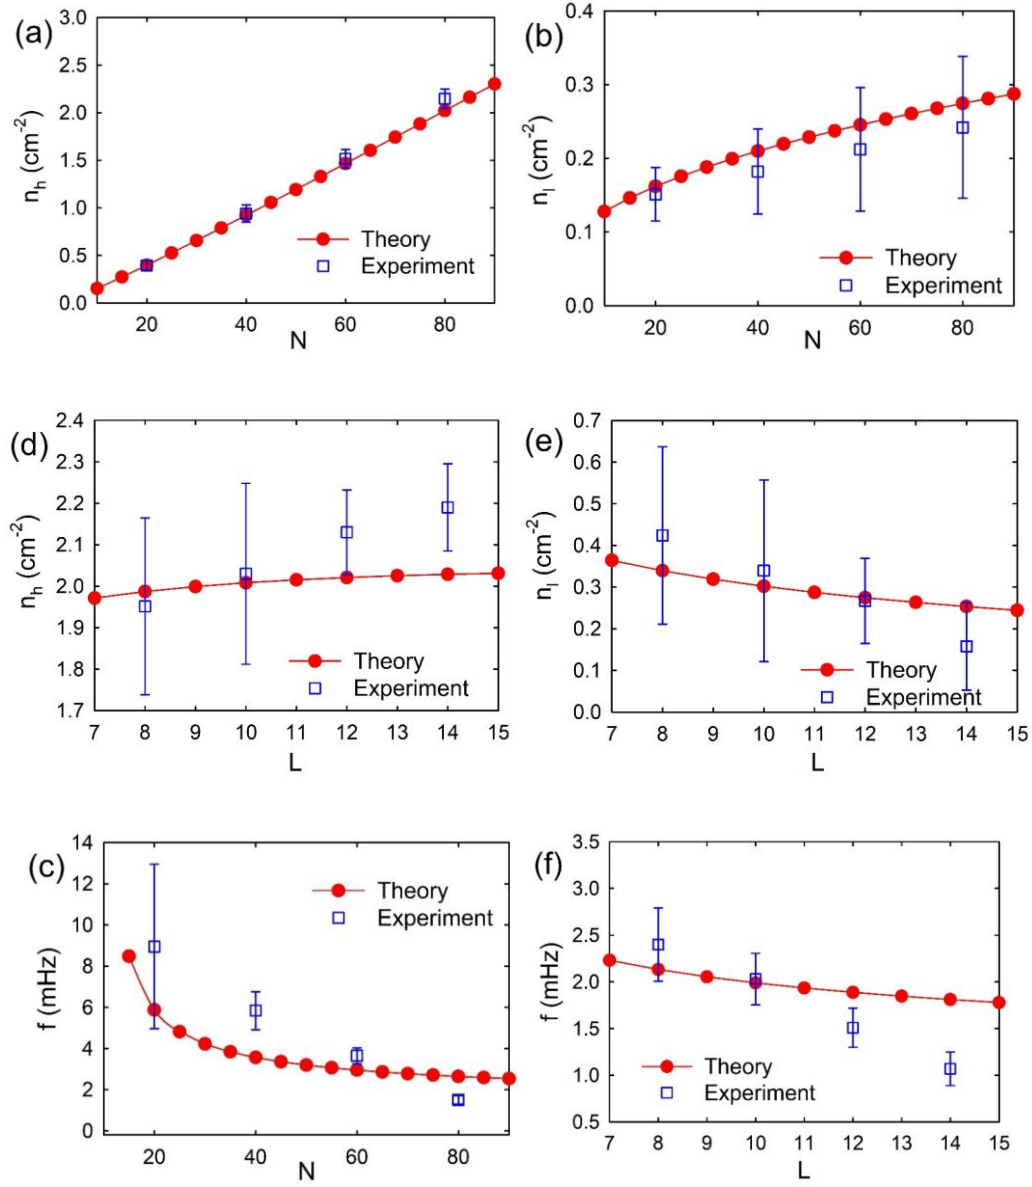 (a)
3.0
2.5
2.0
1.5
1.0
0.5
0.0
n_h (cm^-2)
20 40 60 80
N
Theory
Experiment
(b)
0.4
0.3
0.2
0.1
0.0
n_l (cm^-2)
20 40 60 80
N
Theory
Experiment
(d)
2.4
2.3
2.2
2.1
2.0
1.9
1.8
1.7
n_h (cm^-2)
7 8 9 10 11 12 13 14 15
L
Theory
Experiment
(e)
0.7
0.6
0.5
0.4
0.3
0.2
0.1
0.0
n_l (cm^-2)
7 8 9 10 11 12 13 14 15
L
Theory
Experiment
(c)
14
12
10
8
6
4
2
0
f (mHz)
20 40 60 80
N
Theory
Experiment
(f)
3.5
3.0
2.5
2.0
1.5
1.0
0.5
f (mHz)
7 8 9 10 11 12 13 14 15
L
Theory
Experiment